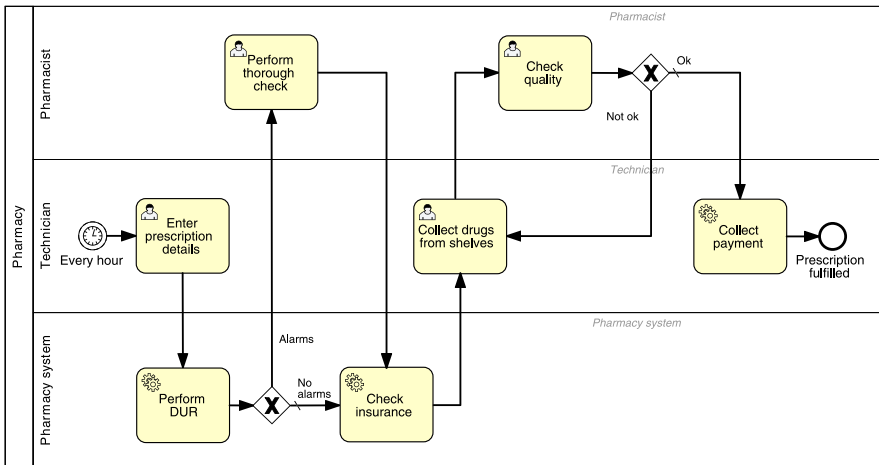 Pharmacy
Pharmacist
Pharmacist
Perform
thorough
check
Check
quality
Ok
Not ok
Technician
Technician
Every hour
Enter
prescription
details
Collect drugs
from shelves
Collect
payment
Prescription
fulfilled
Pharmacy system
Pharmacy system
Perform
DUR
Alarms
No
alarms
Check
insurance